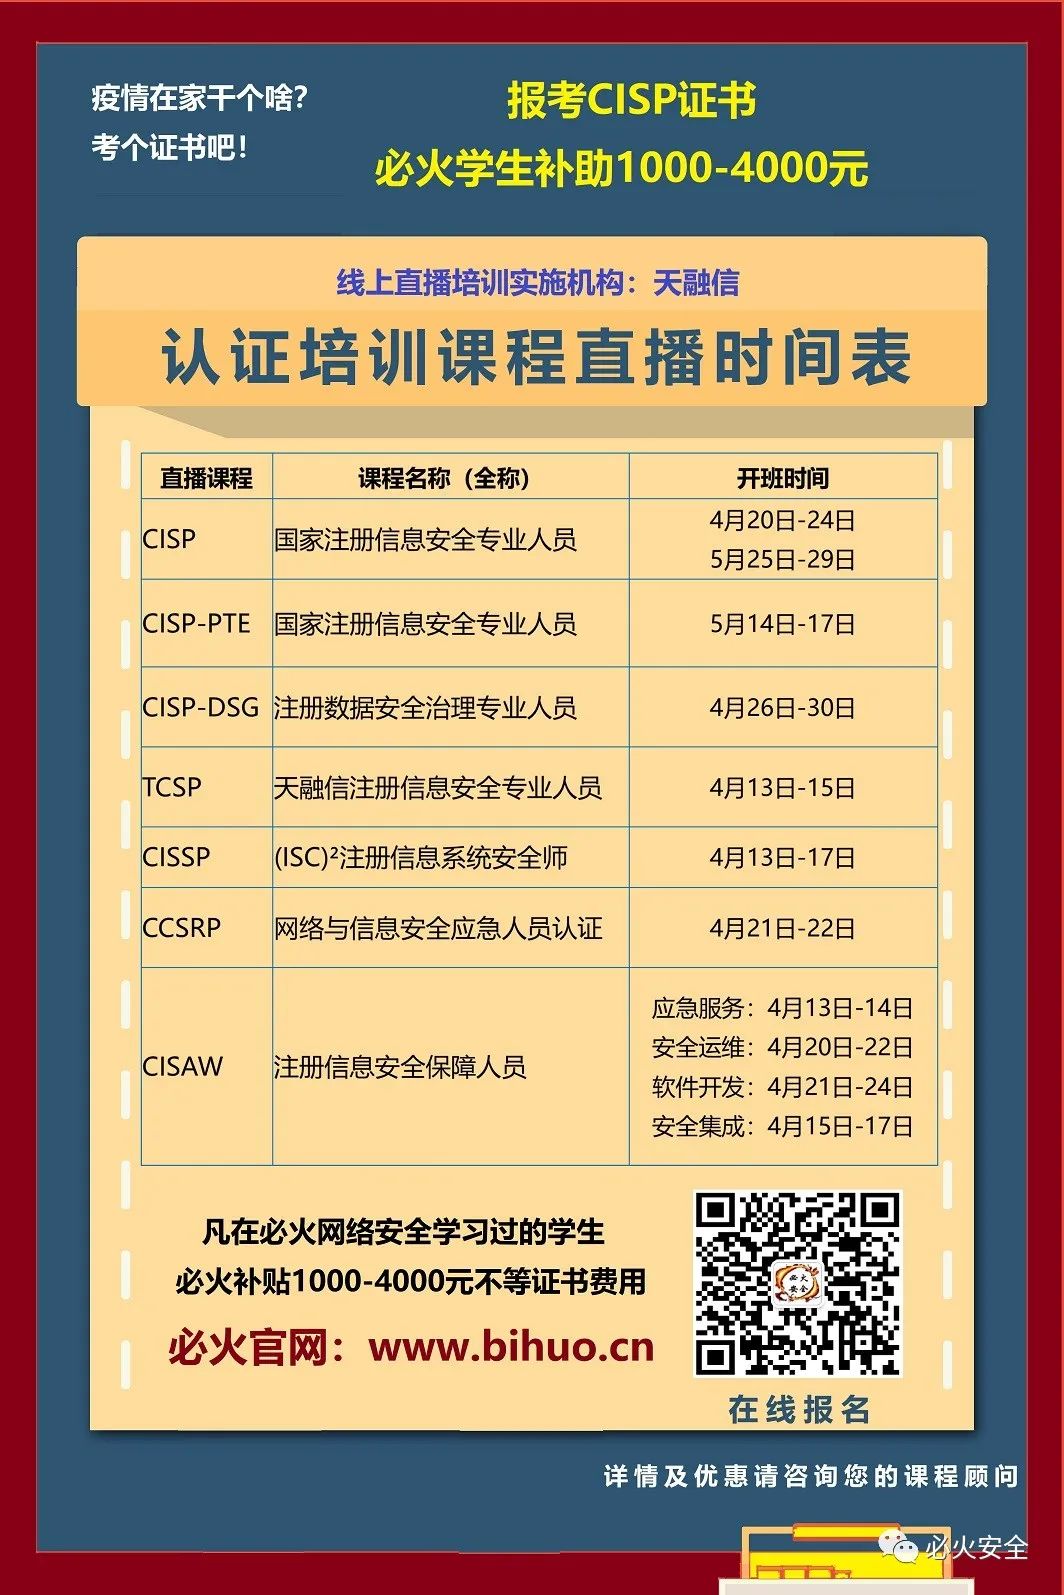 疫情在家干个啥?
考个证书吧!
报考CISP证书
必火学生补助1000-4000元
线上直播培训实施机构：天融信
认证培训课程直播时间表
直播课程 课程名称（全称） 开班时间
CISP 国家注册信息安全专业人员 4月20日-24日
5月25日-29日
CISP-PTE 国家注册信息安全专业人员 5月14日-17日
CISP-DSG 注册数据安全治理专业人员 4月26日-30日
TCSP 天融信注册信息安全专业人员 4月13日-15日
CISSP (ISC)²注册信息系统安全师 4月13日-17日
CCSRP 网络与信息安全应急人员认证 4月21日-22日
CISAW 注册信息安全保障人员 应急服务：4月13日-14日
安全运维：4月20日-22日
软件开发：4月21日-24日
安全集成：4月15日-17日
凡在必火网络安全学习过的学生
必火补贴1000-4000元不等证书费用
必火官网：www.bihuo.cn
必火
安全
在线报名
详情及优惠请咨询您的课程顾问
必火安全